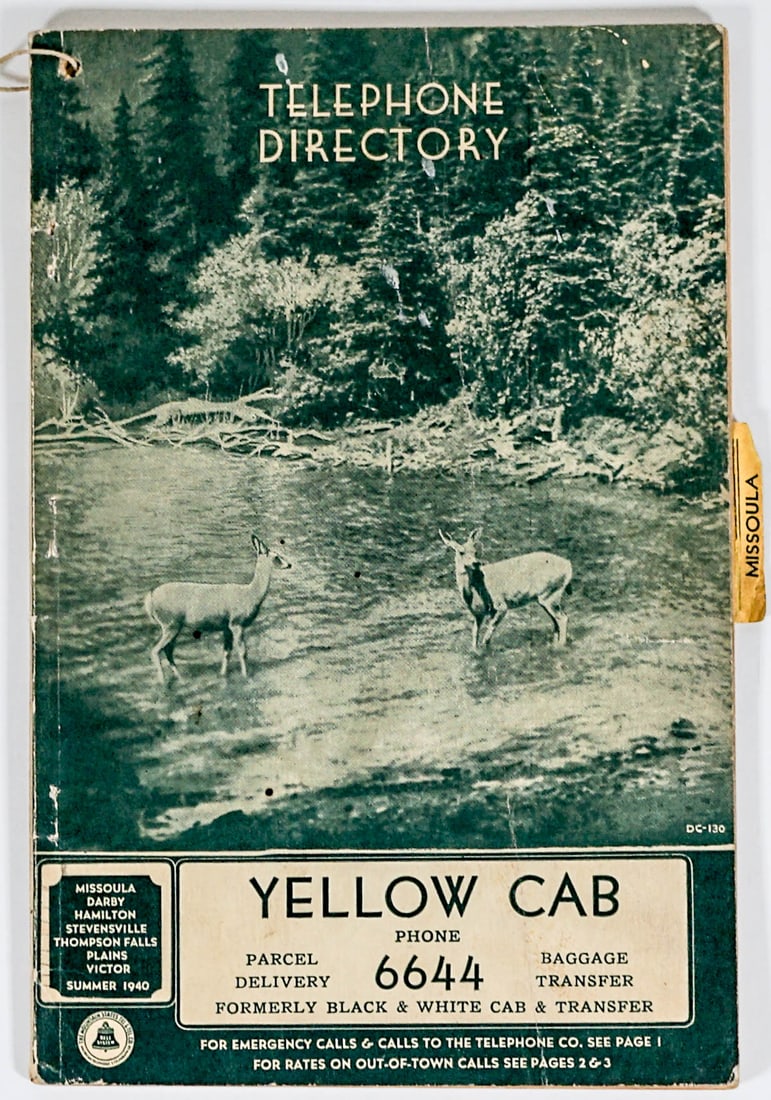 TELEPHONE
DIRECTORY
MISSOULA
DC-130
MISSOULA
DARBY
HAMILTON
STEVENSVILLE
THOMPSON FALLS
PLAINS
VICTOR
SUMMER 1940
YELLOW CAB
PHONE
PARCEL
DELIVERY
6644
BAGGAGE
TRANSFER
FORMERLY BLACK & WHITE CAB & TRANSFER
BELL
SYSTEM
FOR EMERGENCY CALLS & CALLS TO THE TELEPHONE CO. SEE PAGE 1
FOR RATES ON OUT-OF-TOWN CALLS SEE PAGES 2 & 3